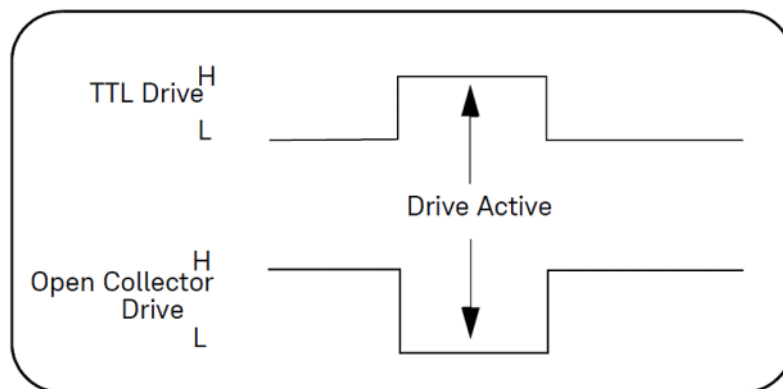 H
TTL Drive
L
Drive Active
H
Open Collector
Drive
L